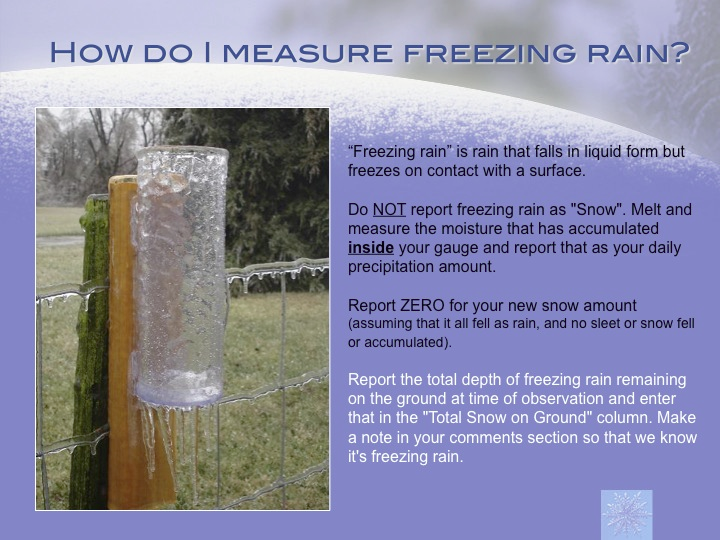 How do I measure freezing rain?
“Freezing rain” is rain that falls in liquid form but
freezes on contact with a surface.
Do NOT report freezing rain as "Snow". Melt and
measure the moisture that has accumulated
inside your gauge and report that as your daily
precipitation amount.
Report ZERO for your new snow amount
(assuming that it all fell as rain, and no sleet or snow fell
or accumulated).
Report the total depth of freezing rain remaining
on the ground at time of observation and enter
that in the "Total Snow on Ground" column. Make
a note in your comments section so that we know
it's freezing rain.